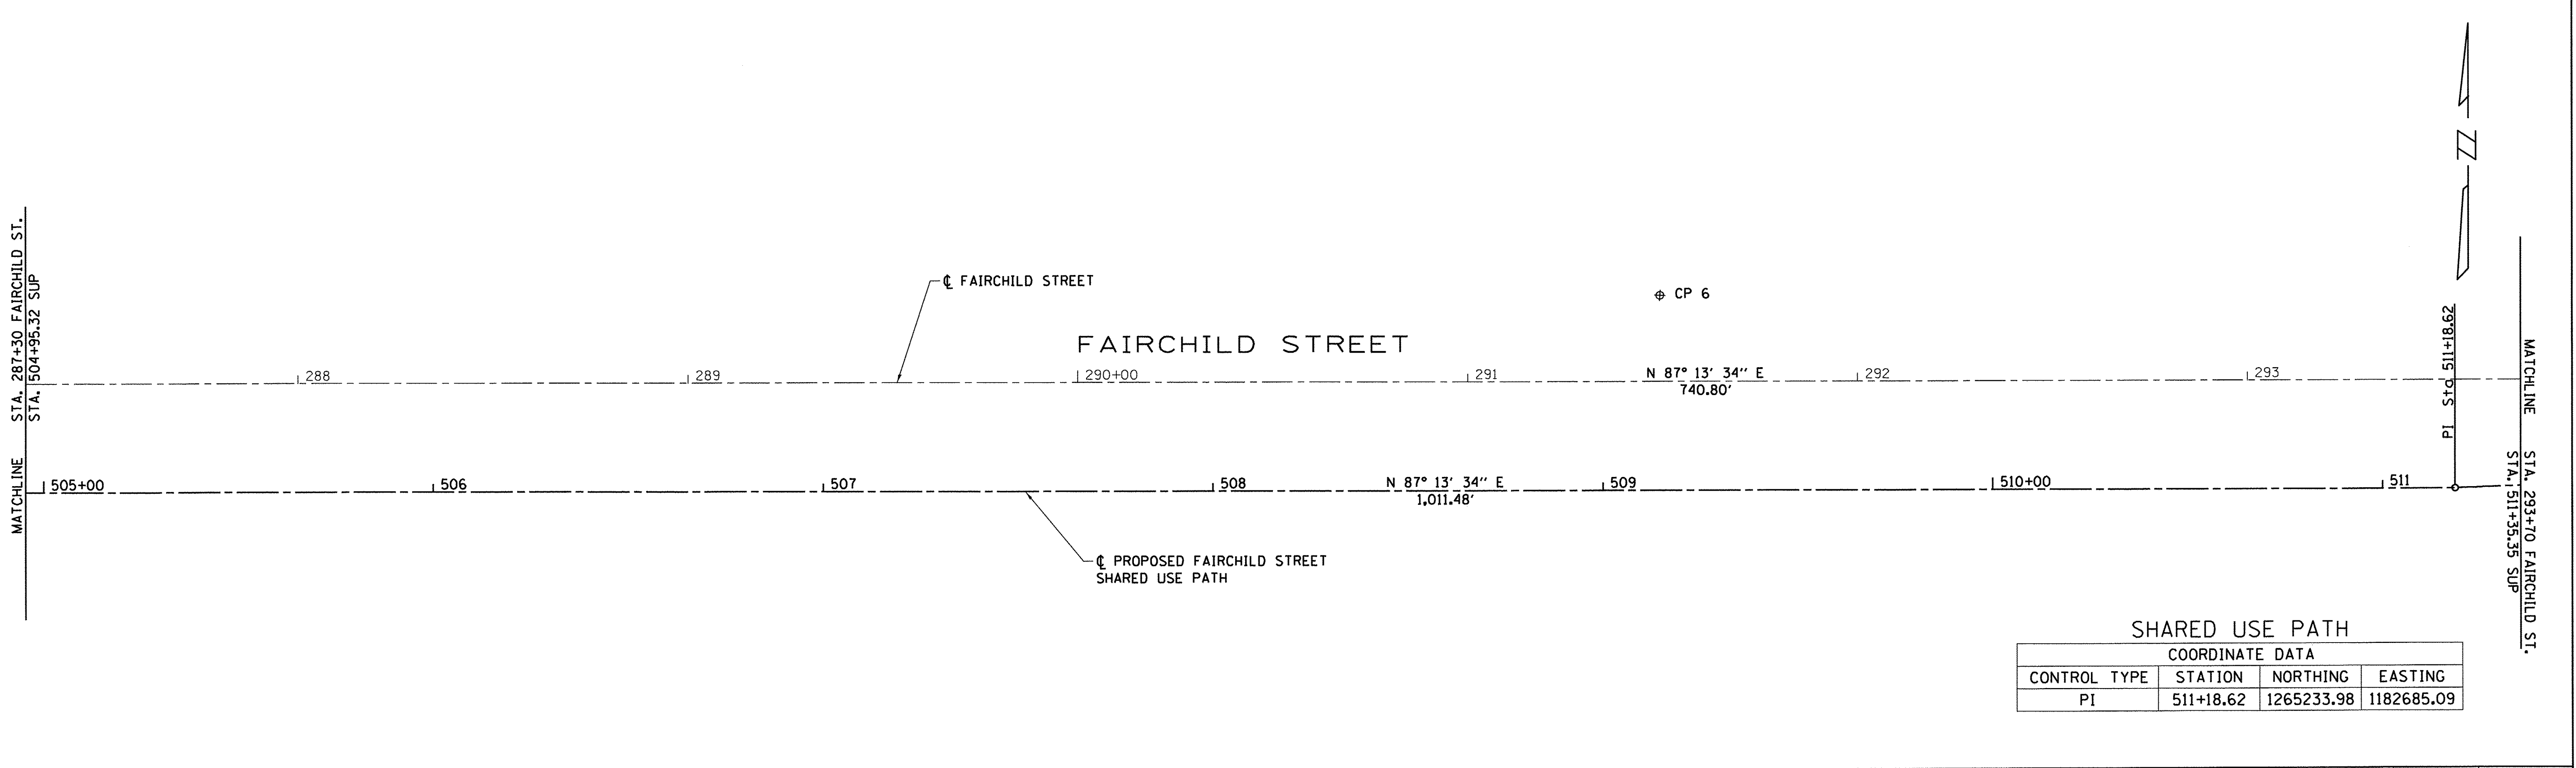 MATCHLINE STA. 287+30 FAIRCHILD ST.
STA. 504+95.32 SUP
℄ FAIRCHILD STREET
CP 6
FAIRCHILD STREET
288
289
290+00
291
N 87° 13' 34'' E
740.80'
292
293
PI Sta 511+18.62
N
MATCHLINE STA. 293+70 FAIRCHILD ST.
STA. 511+35.35 SUP
505+00
506
507
508
N 87° 13' 34'' E
1,011.48'
509
510+00
511
℄ PROPOSED FAIRCHILD STREET
SHARED USE PATH
SHARED USE PATH
COORDINATE DATA
CONTROL TYPE STATION NORTHING EASTING
PI 511+18.62 1265233.98 1182685.09